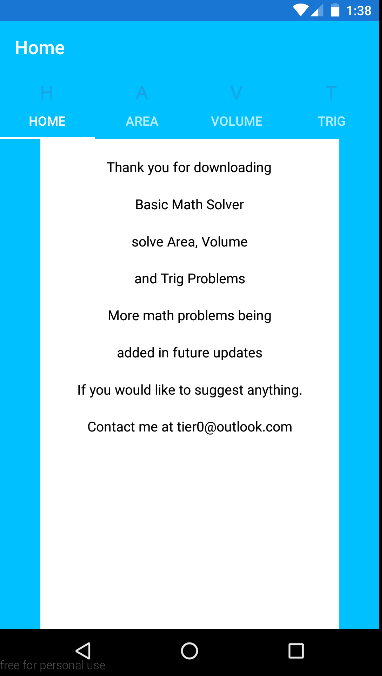 1:38
Home
H A V T
HOME AREA VOLUME TRIG
Thank you for downloading
Basic Math Solver
solve Area, Volume
and Trig Problems
More math problems being
added in future updates
If you would like to suggest anything.
Contact me at tier0@outlook.com
free for personal use